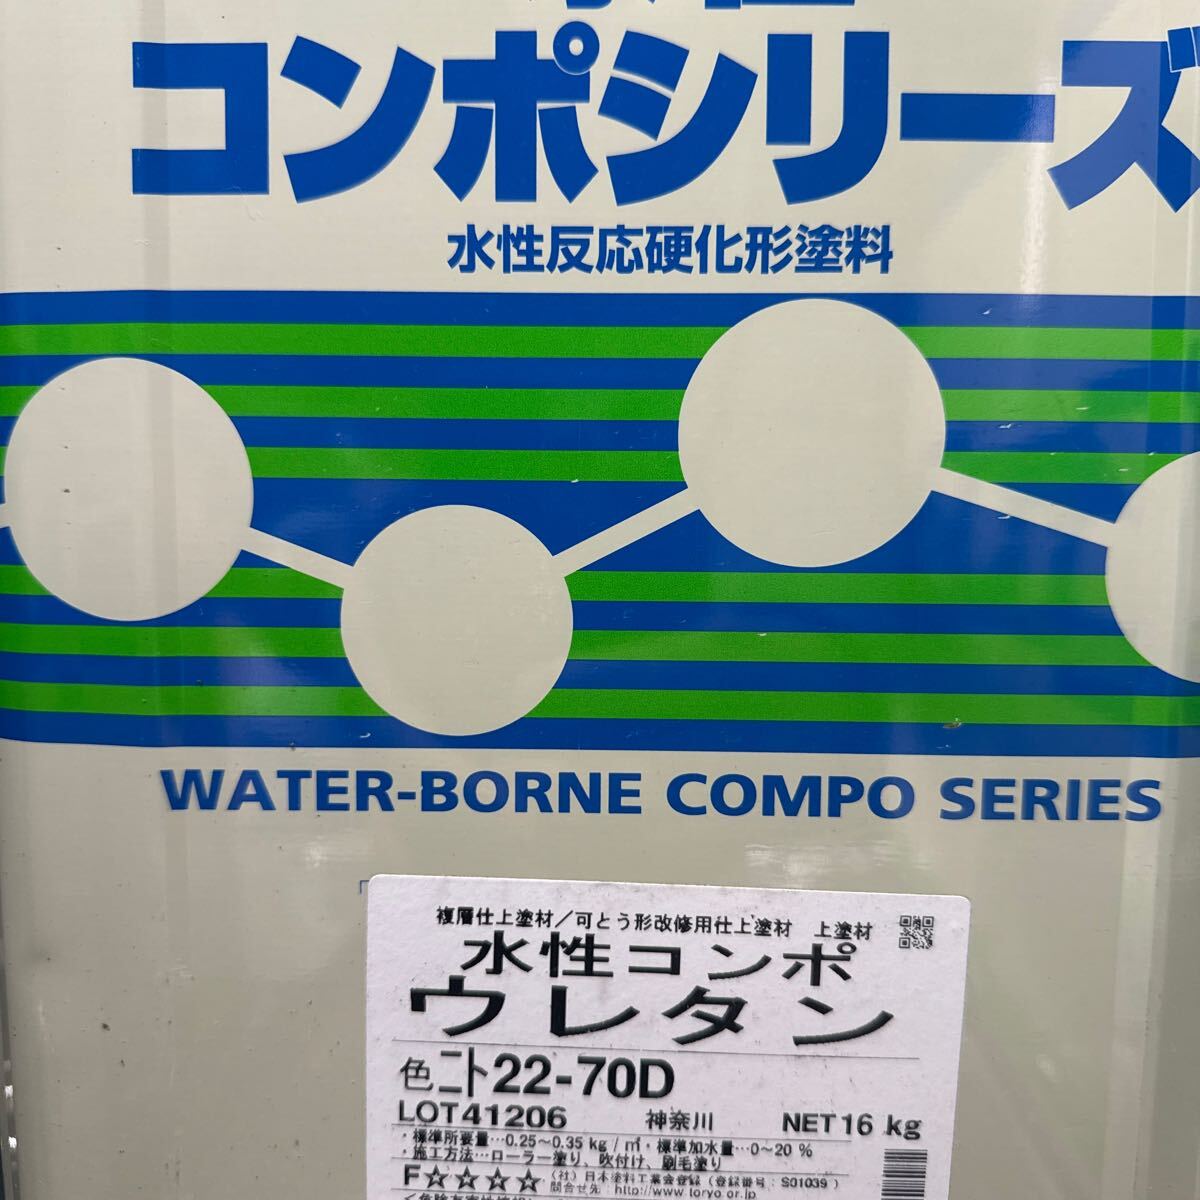 水性
コンポシリーズ
水性反応硬化形塗料
WATER-BORNE COMPO SERIES
複層仕上塗材／可とう形改修用仕上塗材 上塗材
水性コンポ
ウレタン
色ニト22-70D
LOT41206 神奈川 NET16 kg
・標準所要量…0.25～0.35 kg / ㎡・標準加水量…0～20 %
・施工方法…ローラー塗り、吹付け、刷毛塗り
F☆☆☆☆ （社）日本塗料工業会登録（登録番号：S01039）
問合せ先：http://www.toryo.or.jp